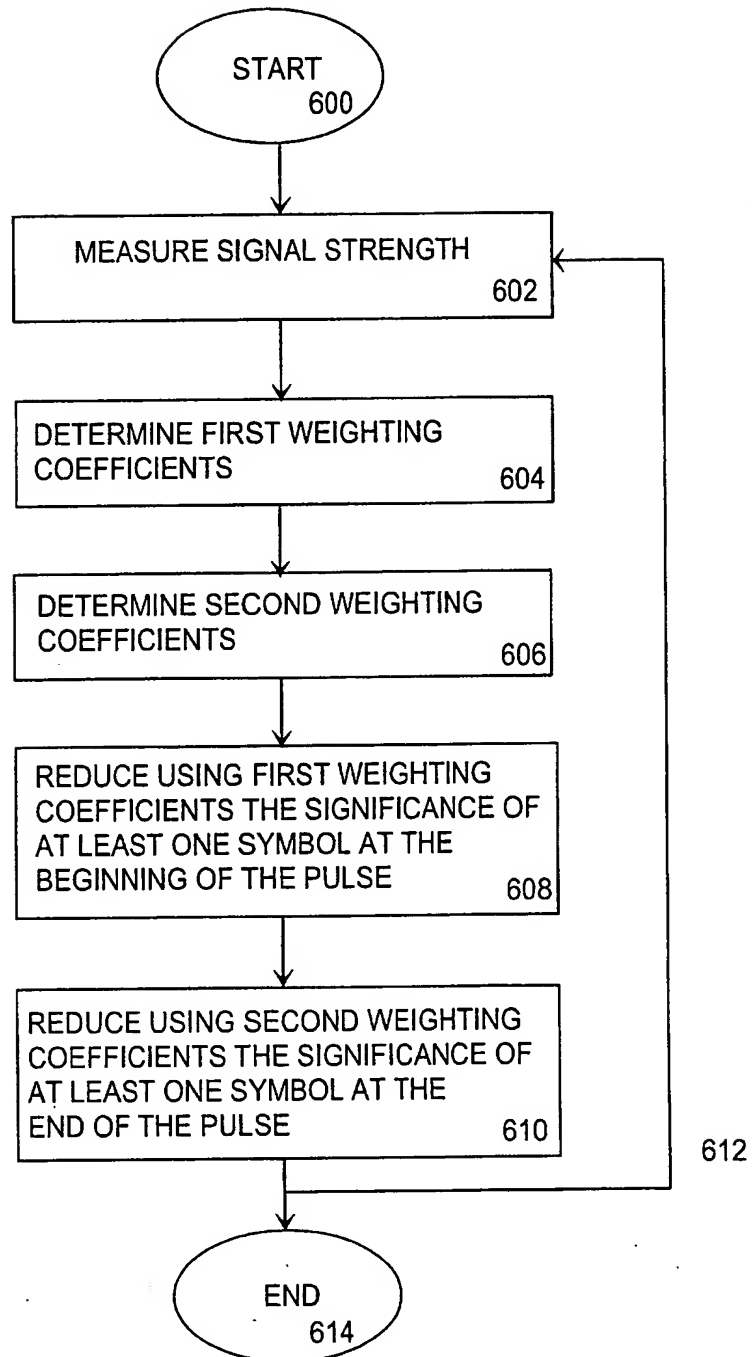 START
600
MEASURE SIGNAL STRENGTH
602
DETERMINE FIRST WEIGHTING
COEFFICIENTS
604
DETERMINE SECOND WEIGHTING
COEFFICIENTS
606
REDUCE USING FIRST WEIGHTING
COEFFICIENTS THE SIGNIFICANCE OF
AT LEAST ONE SYMBOL AT THE
BEGINNING OF THE PULSE
608
REDUCE USING SECOND WEIGHTING
COEFFICIENTS THE SIGNIFICANCE OF
AT LEAST ONE SYMBOL AT THE
END OF THE PULSE
610
612
END
614